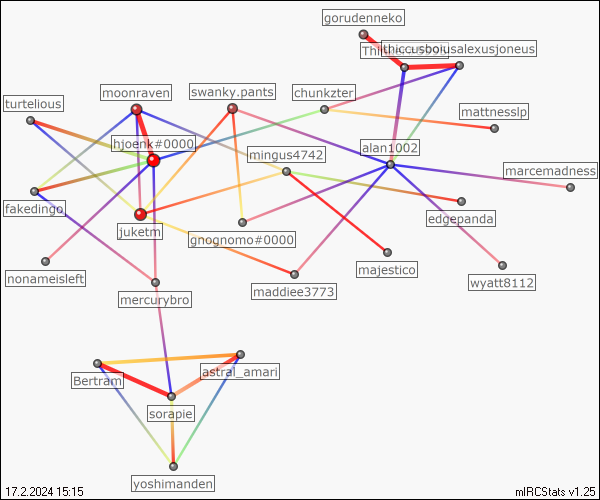 gorudenneko
thiccusbolusalexusjoneus
moonraven
swanky.pants
chunkzter
turtelious
mattnesslp
hjoenk#0000
mingus4742
alan1002
marcemadness
fakedingo
edgepanda
juketm
gnognomo#0000
majestico
nonameisleft
wyatt8112
mercurybro
maddiee3773
astral_amari
Bertram
sorapie
yoshimanden
17.2.2024 15:15
mIRCStats v1.25